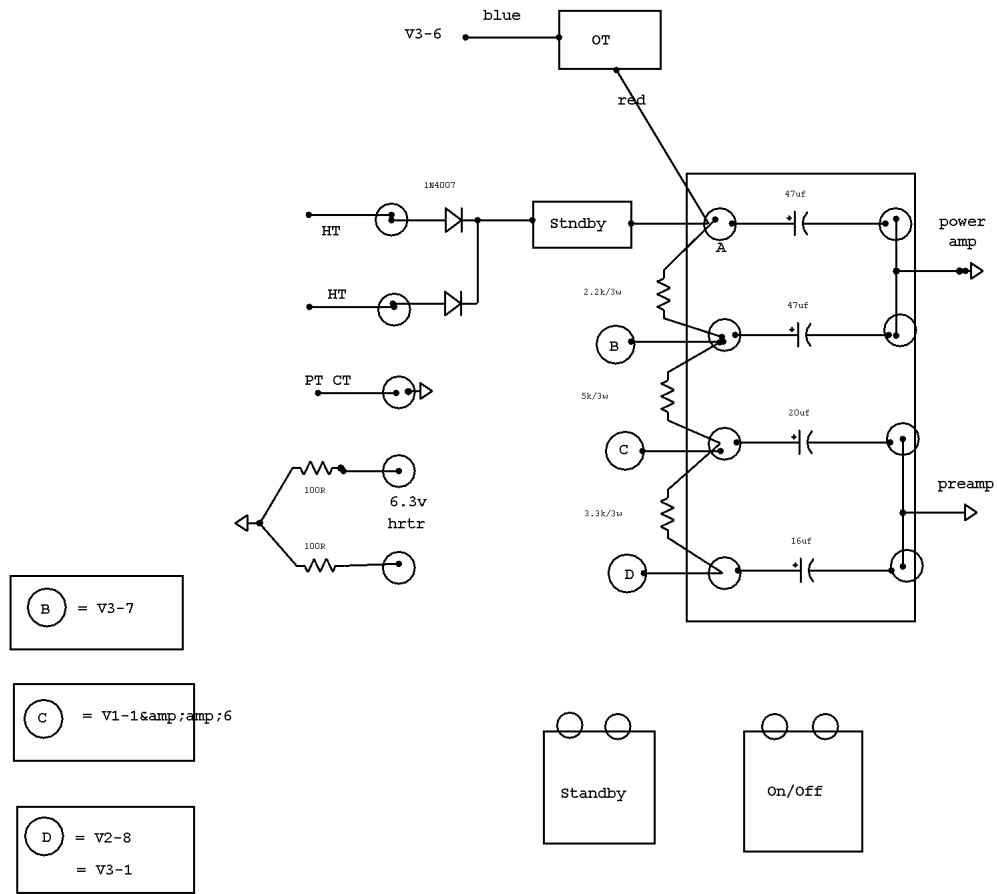 blue
V3-6
OT
red
1N4007
47uf
HT
Stndby
A
power
amp
HT
2.2k/3w
47uf
B
PT CT
5k/3w
20uf
C
100R
6.3v
hrtr
3.3k/3w
preamp
100R
16uf
D
B = V3-7
C = V1-1&amp;amp;6
D = V2-8
= V3-1
Standby
On/Off